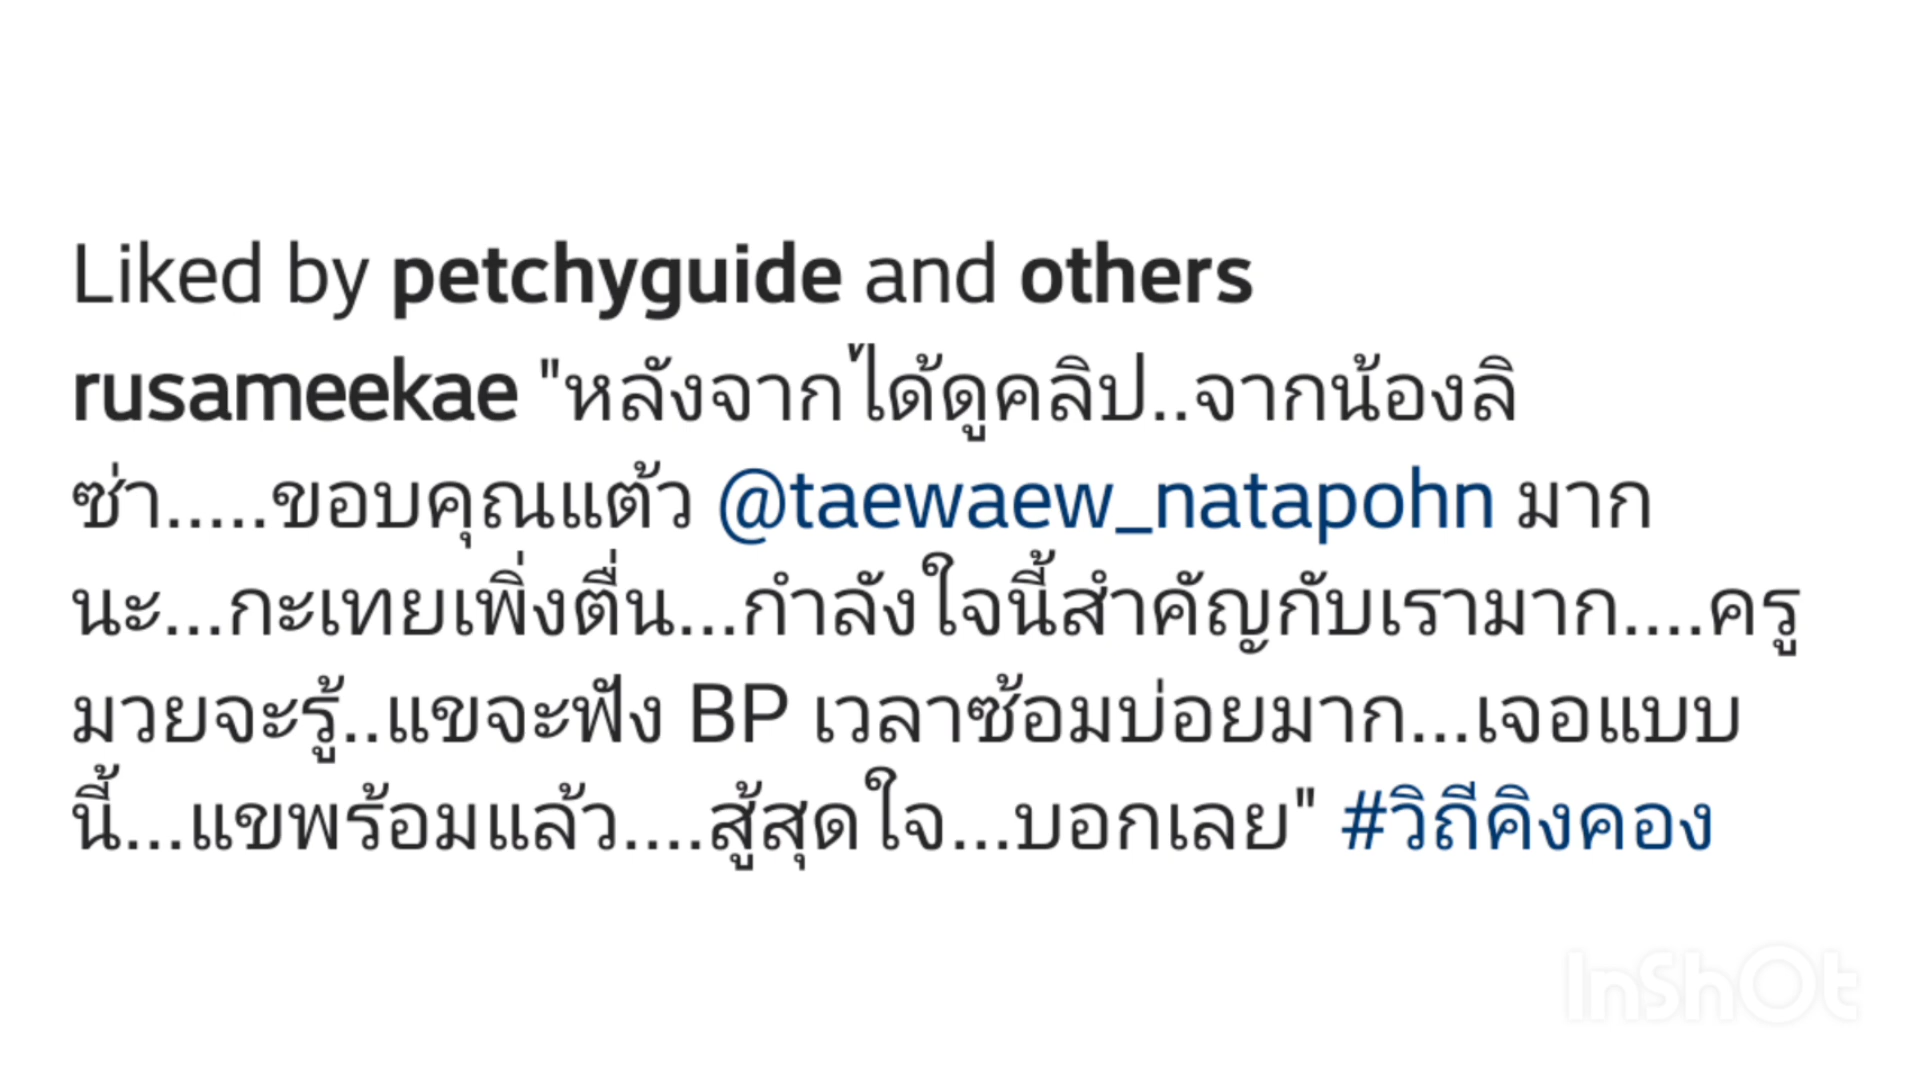 Liked by petchyguide and others
rusameekae "หลังจากได้ดูคลิป..จากน้องลิ
ซ่า.....ขอบคุณแต้ว @taewaew_natapohn มาก
นะ...กะเทยเพิ่งตื่น...กำลังใจนี้สำคัญกับเรามาก....ครู
มวยจะรู้..แขจะฟัง BP เวลาซ้อมบ่อยมาก...เจอแบบ
นี้...แขพร้อมแล้ว....สู้สุดใจ...บอกเลย" #วิถีคิงคอง
InShOt